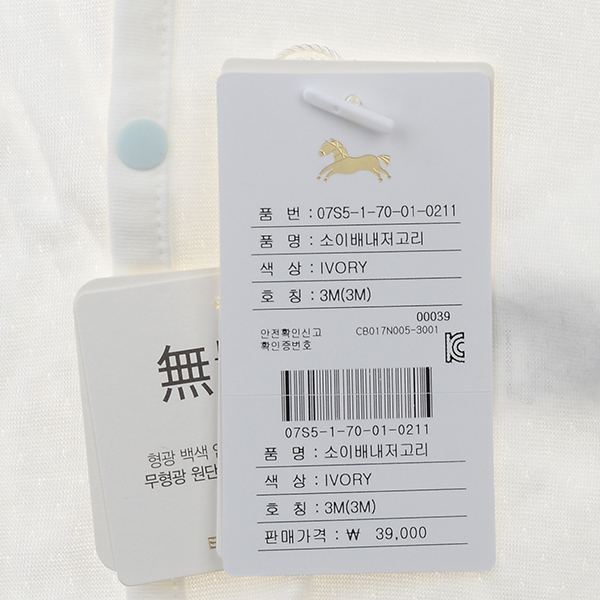 품 번 : 07S5-1-70-01-0211
품 명 : 소이배내저고리
색 상 : IVORY
호 칭 : 3M(3M)
00039
안전확인신고
확인증번호
CB017N005-3001
07S5-1-70-01-0211
품 명 : 소이배내저고리
색 상 : IVORY
호 칭 : 3M(3M)
판매가격 : ₩ 39,000
無
형광 백색
무형광 원단